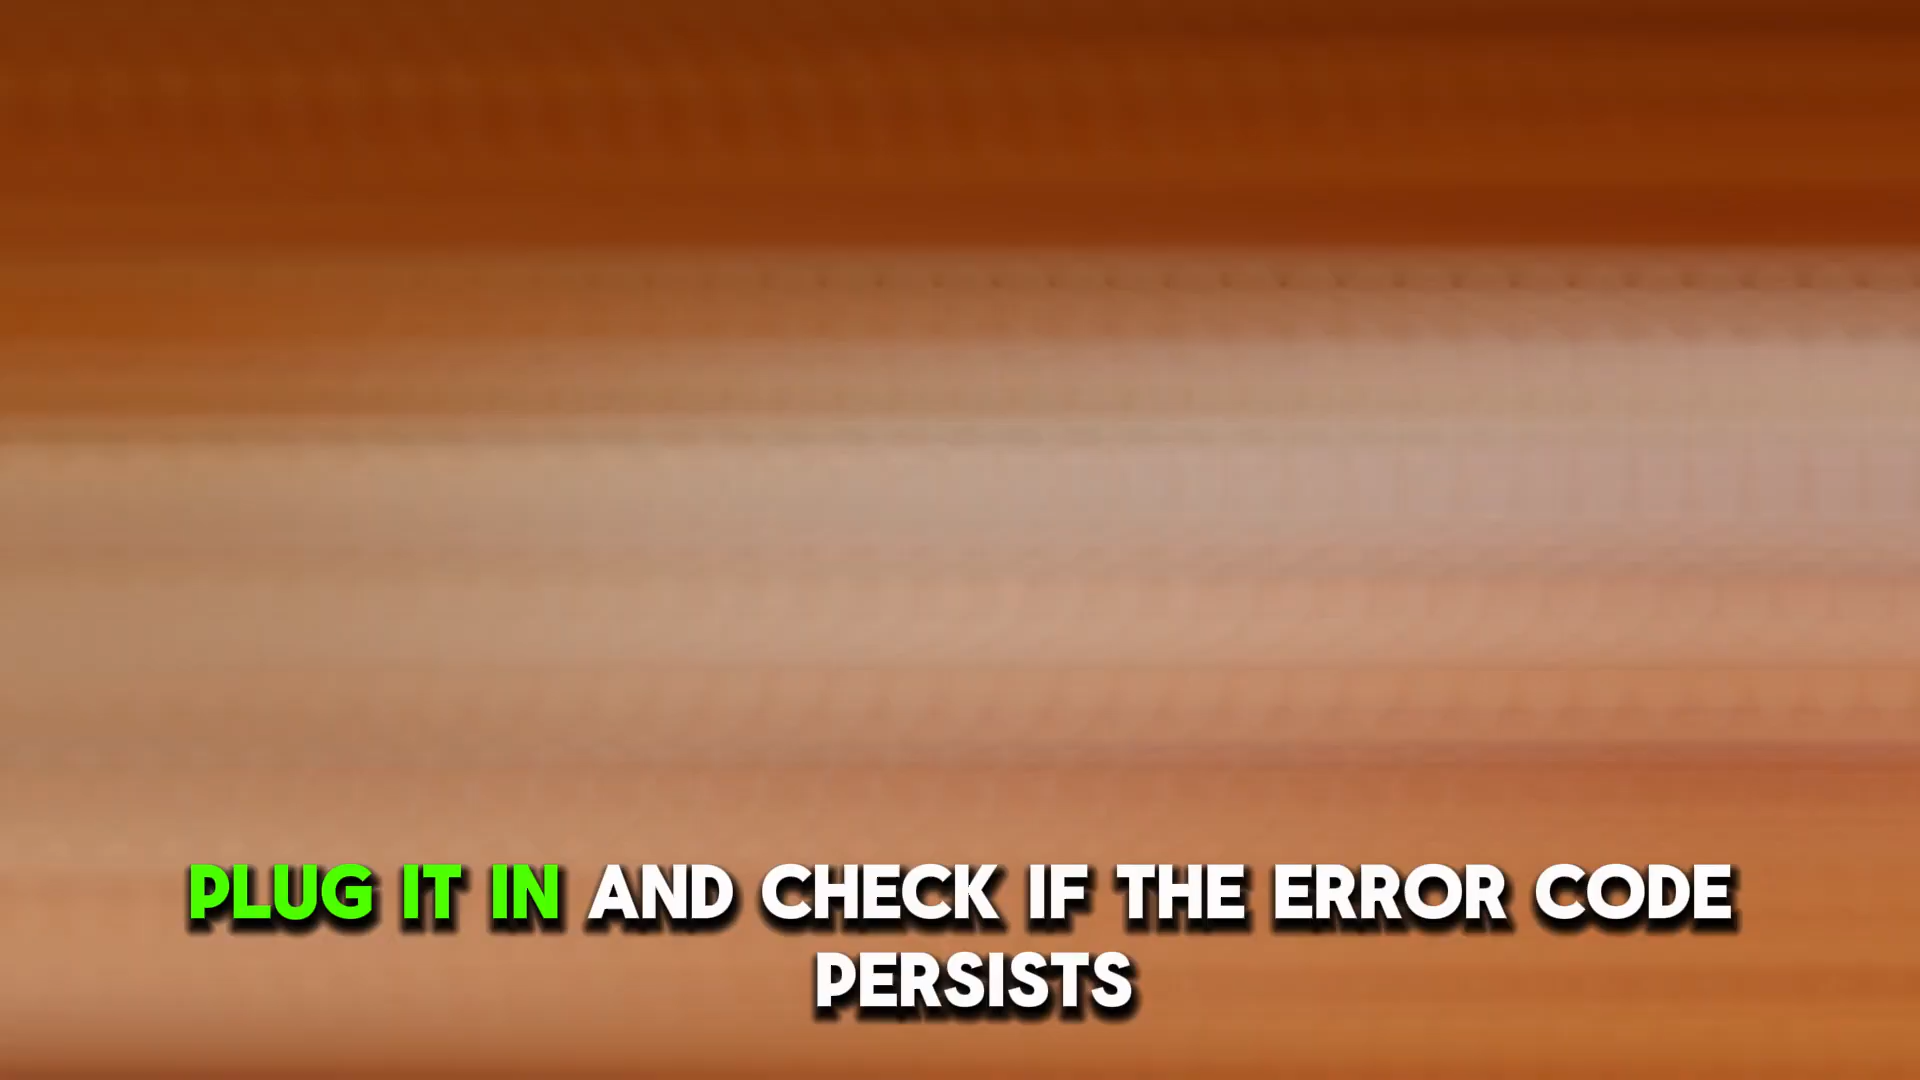 PLUG IT IN AND CHECK IF THE ERROR CODE
PERSISTS